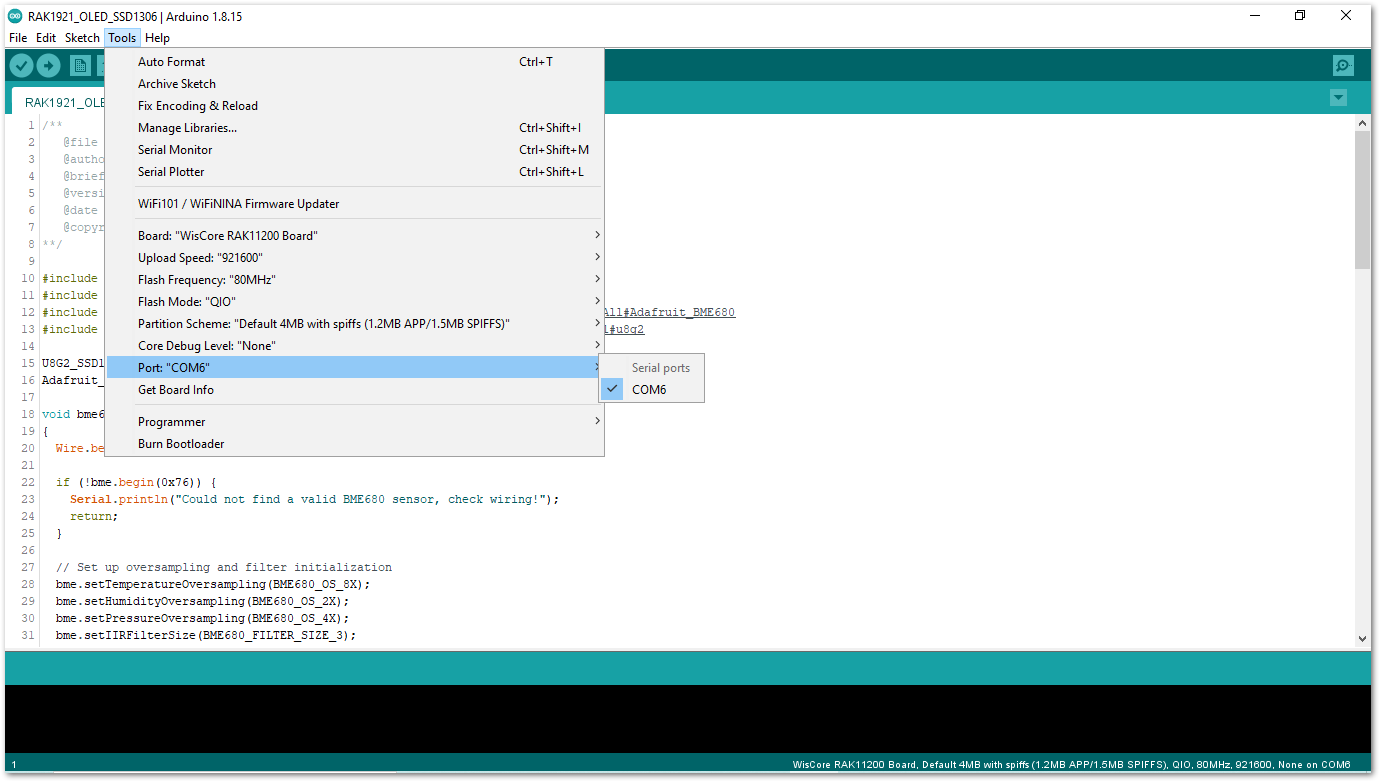 RAK1921_OLED_SSD1306 | Arduino 1.8.15
File Edit Sketch Tools Help
RAK1921_OLE
Auto Format Ctrl+T
Archive Sketch
Fix Encoding & Reload
Manage Libraries... Ctrl+Shift+I
Serial Monitor Ctrl+Shift+M
Serial Plotter Ctrl+Shift+L
WiFi101 / WiFiNINA Firmware Updater
Board: "WisCore RAK11200 Board"
Upload Speed: "921600"
Flash Frequency: "80MHz"
Flash Mode: "QIO"
Partition Scheme: "Default 4MB with spiffs (1.2MB APP/1.5MB SPIFFS)"
Core Debug Level: "None"
Port: "COM6"
Get Board Info
Programmer
Burn Bootloader
Serial ports
COM6
1 /**
2 @file
3 @autho
4 @brief
5 @versi
6 @date
7 @copyr
8 **/
9
10 #include
11 #include
12 #include All#Adafruit_BME680
13 #include l#u8g2
14
15 U8G2_SSD1
16 Adafruit_
17
18 void bme6
19 {
20 Wire.be
21
22 if (!bme.begin(0x76)) {
23 Serial.println("Could not find a valid BME680 sensor, check wiring!");
24 return;
25 }
26
27 // Set up oversampling and filter initialization
28 bme.setTemperatureOversampling(BME680_OS_8X);
29 bme.setHumidityOversampling(BME680_OS_2X);
30 bme.setPressureOversampling(BME680_OS_4X);
31 bme.setIIRFilterSize(BME680_FILTER_SIZE_3);
1 WisCore RAK11200 Board, Default 4MB with spiffs (1.2MB APP/1.5MB SPIFFS), QIO, 80MHz, 921600, None on COM6